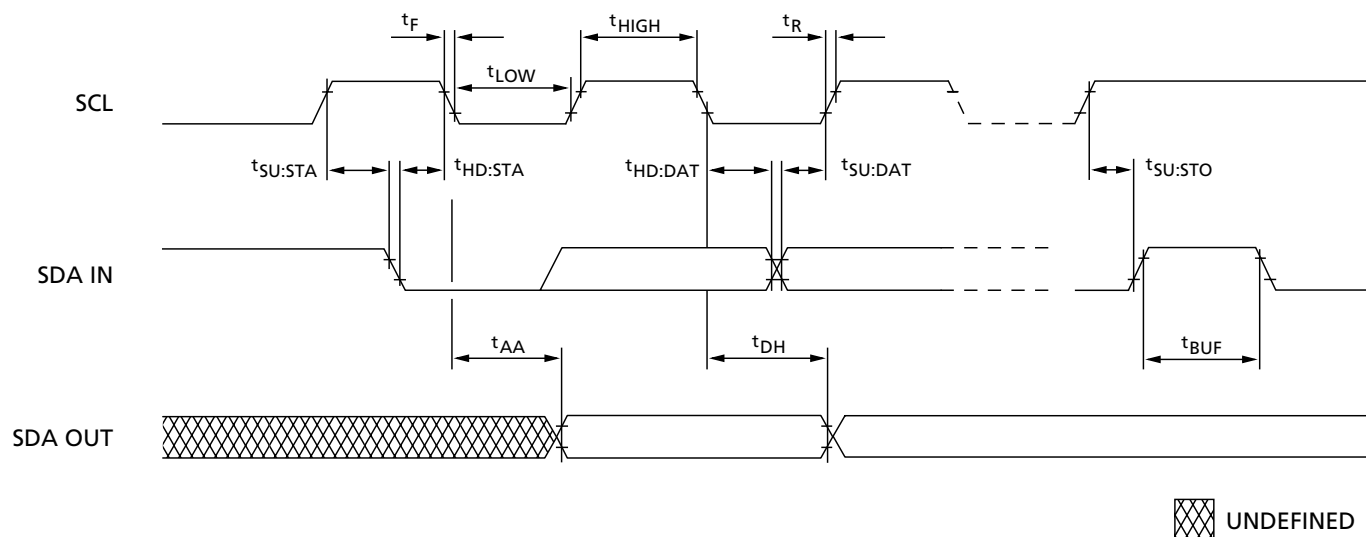 tF
tHIGH
tR
tLOW
SCL
tSU:STA
tHD:STA
tHD:DAT
tSU:DAT
tSU:STO
SDA IN
tAA
tDH
tBUF
SDA OUT
UNDEFINED